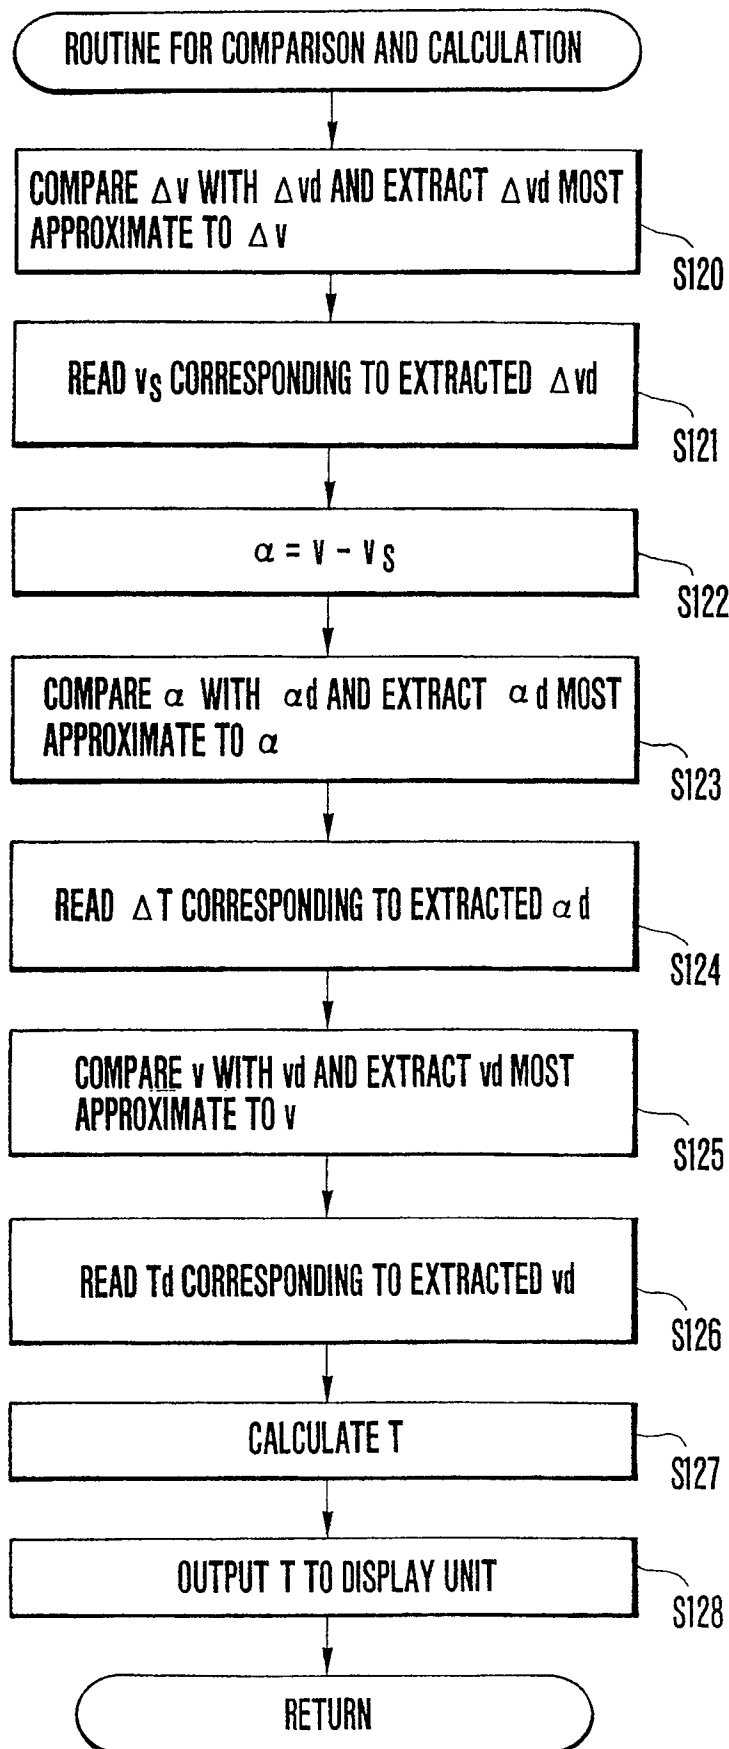 ROUTINE FOR COMPARISON AND CALCULATION
COMPARE Δv WITH Δvd AND EXTRACT Δvd MOST
APPROXIMATE TO Δv
S120
READ vS CORRESPONDING TO EXTRACTED Δvd
S121
α = v - vS
S122
COMPARE α WITH αd AND EXTRACT αd MOST
APPROXIMATE TO α
S123
READ ΔT CORRESPONDING TO EXTRACTED αd
S124
COMPARE v WITH vd AND EXTRACT vd MOST
APPROXIMATE TO v
S125
READ Td CORRESPONDING TO EXTRACTED vd
S126
CALCULATE T
S127
OUTPUT T TO DISPLAY UNIT
S128
RETURN